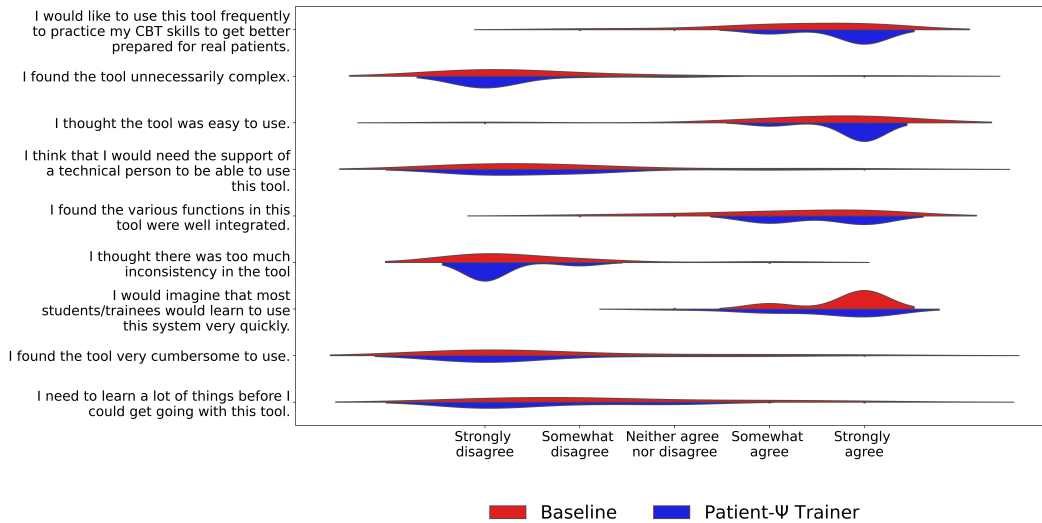 I would like to use this tool frequently
to practice my CBT skills to get better
prepared for real patients.
I found the tool unnecessarily complex.
I thought the tool was easy to use.
I think that I would need the support of
a technical person to be able to use
this tool.
I found the various functions in this
tool were well integrated.
I thought there was too much
inconsistency in the tool
I would imagine that most
students/trainees would learn to use
this system very quickly.
I found the tool very cumbersome to use.
I need to learn a lot of things before I
could get going with this tool.
Strongly
disagree
Somewhat
disagree
Neither agree
nor disagree
Somewhat
agree
Strongly
agree
Baseline
Patient-Ψ Trainer